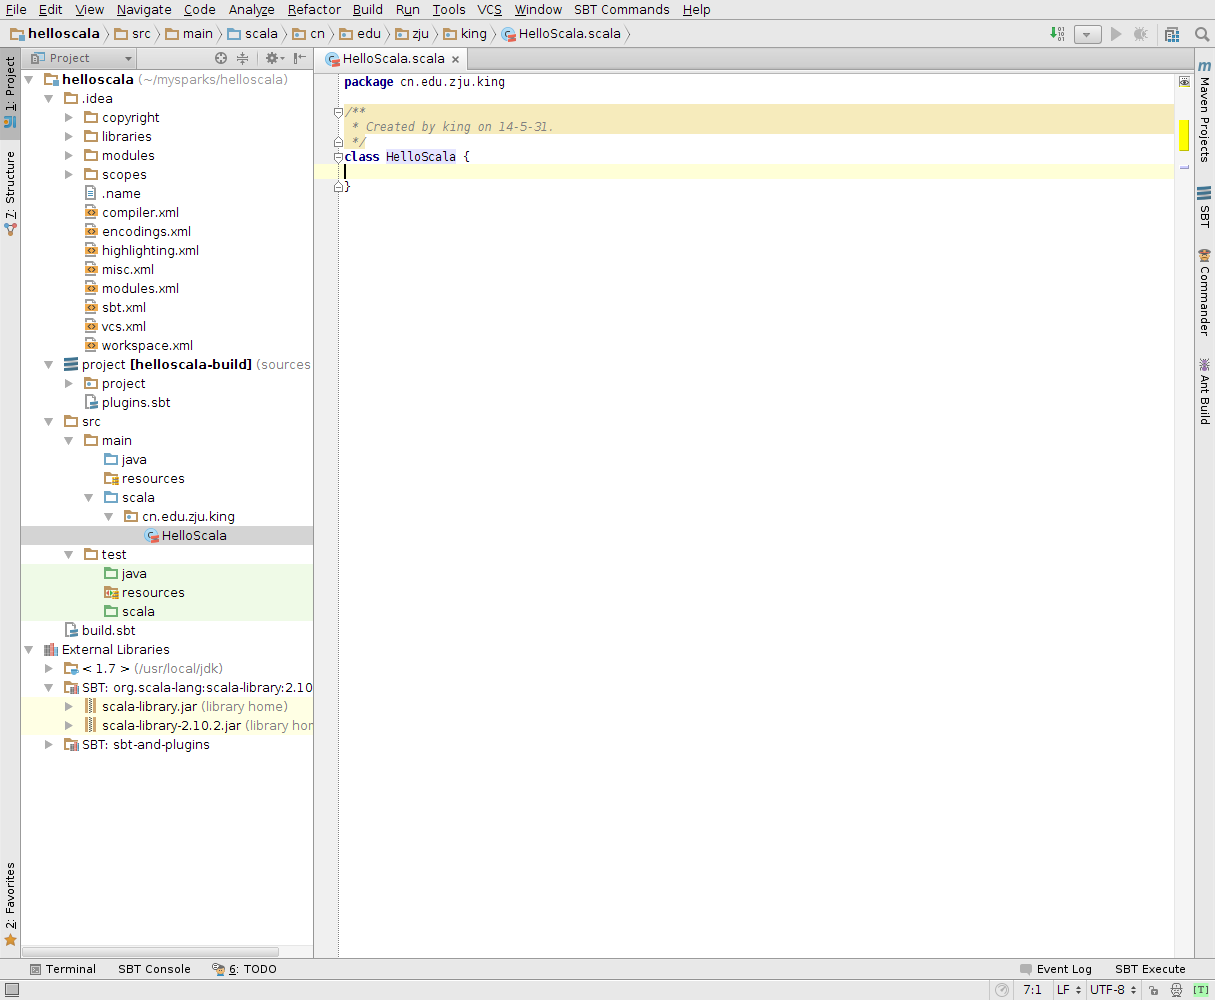 File Edit View Navigate Code Analyze Refactor Build Run Tools VCS Window SBT Commands Help
helloscala src main scala cn edu zju king HelloScala.scala
1: Project
7: Structure
2: Favorites
Project
helloscala (~/mysparks/helloscala)
.idea
copyright
libraries
modules
scopes
.name
compiler.xml
encodings.xml
highlighting.xml
misc.xml
modules.xml
sbt.xml
vcs.xml
workspace.xml
project [helloscala-build] (sources
project
plugins.sbt
src
main
java
resources
scala
cn.edu.zju.king
HelloScala
test
java
resources
scala
build.sbt
External Libraries
< 1.7 > (/usr/local/jdk)
SBT: org.scala-lang:scala-library:2.10
scala-library.jar (library home)
scala-library-2.10.2.jar (library hor
SBT: sbt-and-plugins
HelloScala.scala
package cn.edu.zju.king
/**
 * Created by king on 14-5-31.
 */
class HelloScala {
}
Maven Projects
SBT
Commander
Ant Build
Terminal SBT Console 6: TODO Event Log SBT Execute
7:1 LF UTF-8 [T]